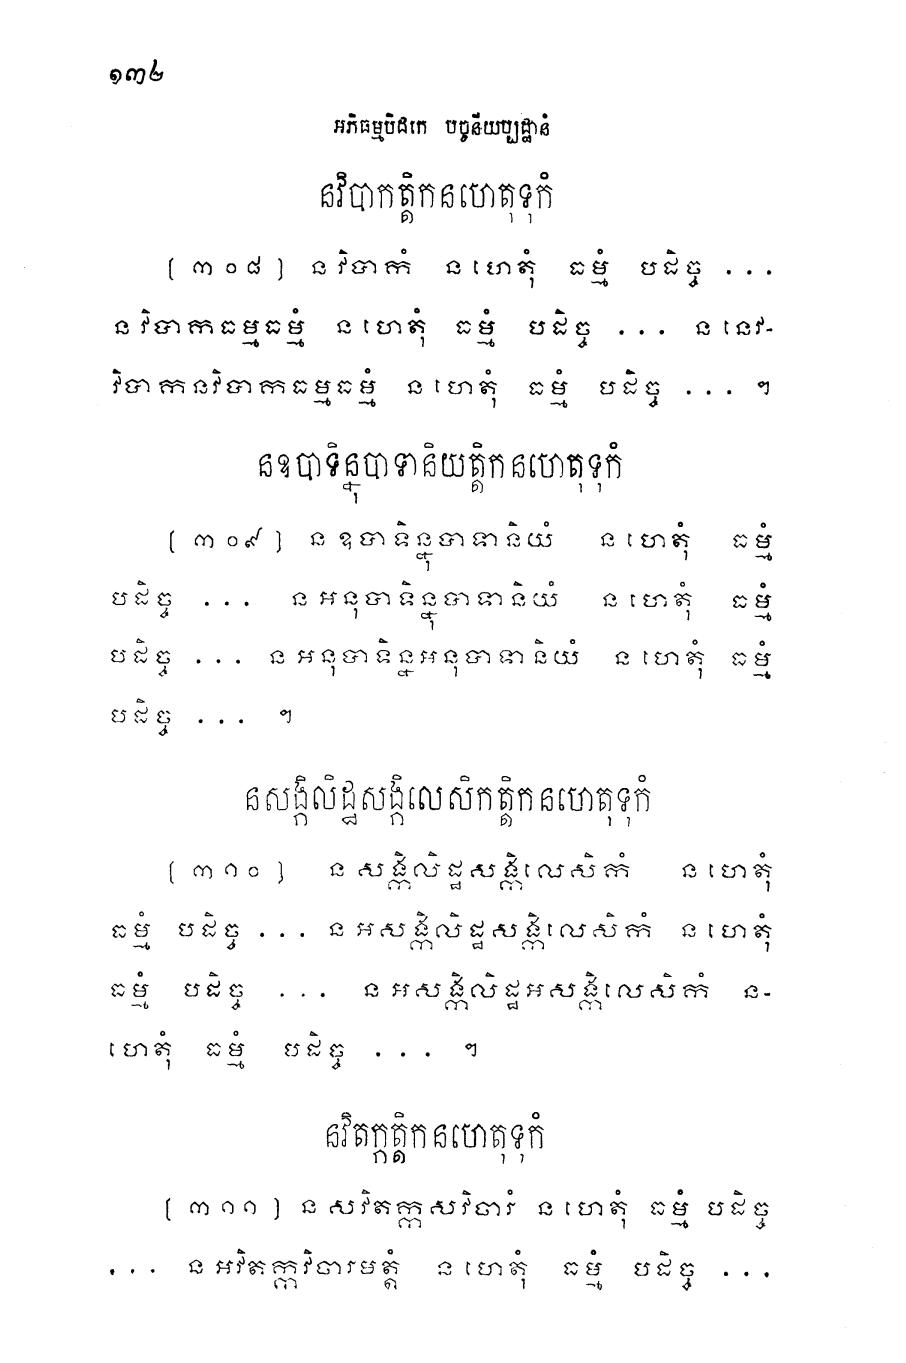 ១៣៤
អភិធម្មបិដកេ បច្ចនីយប្បដ្ឋានំ
នវិបាកត្តិកនហេតុទុកំ
[៣០៨] ន វិបាកំ ន ហេតុំ ធម្មំ បដិច្ច ...
ន វិបាកធម្មធម្មំ ន ហេតុំ ធម្មំ បដិច្ច ... ន នេវ-
វិបាកនវិបាកធម្មធម្មំ ន ហេតុំ ធម្មំ បដិច្ច ... ។
នឧបាទិន្នុបាទានិយត្តិកនហេតុទុកំ
[៣០៩] ន ឧបាទិន្នុបាទានិយំ ន ហេតុំ ធម្មំ
បដិច្ច ... ន អនុបាទិន្នុបាទានិយំ ន ហេតុំ ធម្មំ
បដិច្ច ... ន អនុបាទិន្នអនុបាទានិយំ ន ហេតុំ ធម្មំ
បដិច្ច ... ។
នសង្កិលិដ្ឋសង្កិលេសិកត្តិកនហេតុទុកំ
[៣១០] ន សង្កិលិដ្ឋសង្កិលេសិកំ ន ហេតុំ
ធម្មំ បដិច្ច ... ន អសង្កិលិដ្ឋសង្កិលេសិកំ ន ហេតុំ
ធម្មំ បដិច្ច ... ន អសង្កិលិដ្ឋអសង្កិលេសិកំ ន-
ហេតុំ ធម្មំ បដិច្ច ... ។
នវិតក្កត្តិកនហេតុទុកំ
[៣១១] ន សវិតក្កសវិចារំ ន ហេតុំ ធម្មំ បដិច្ច
... ន អវិតក្កវិចារមត្តំ ន ហេតុំ ធម្មំ បដិច្ច ...